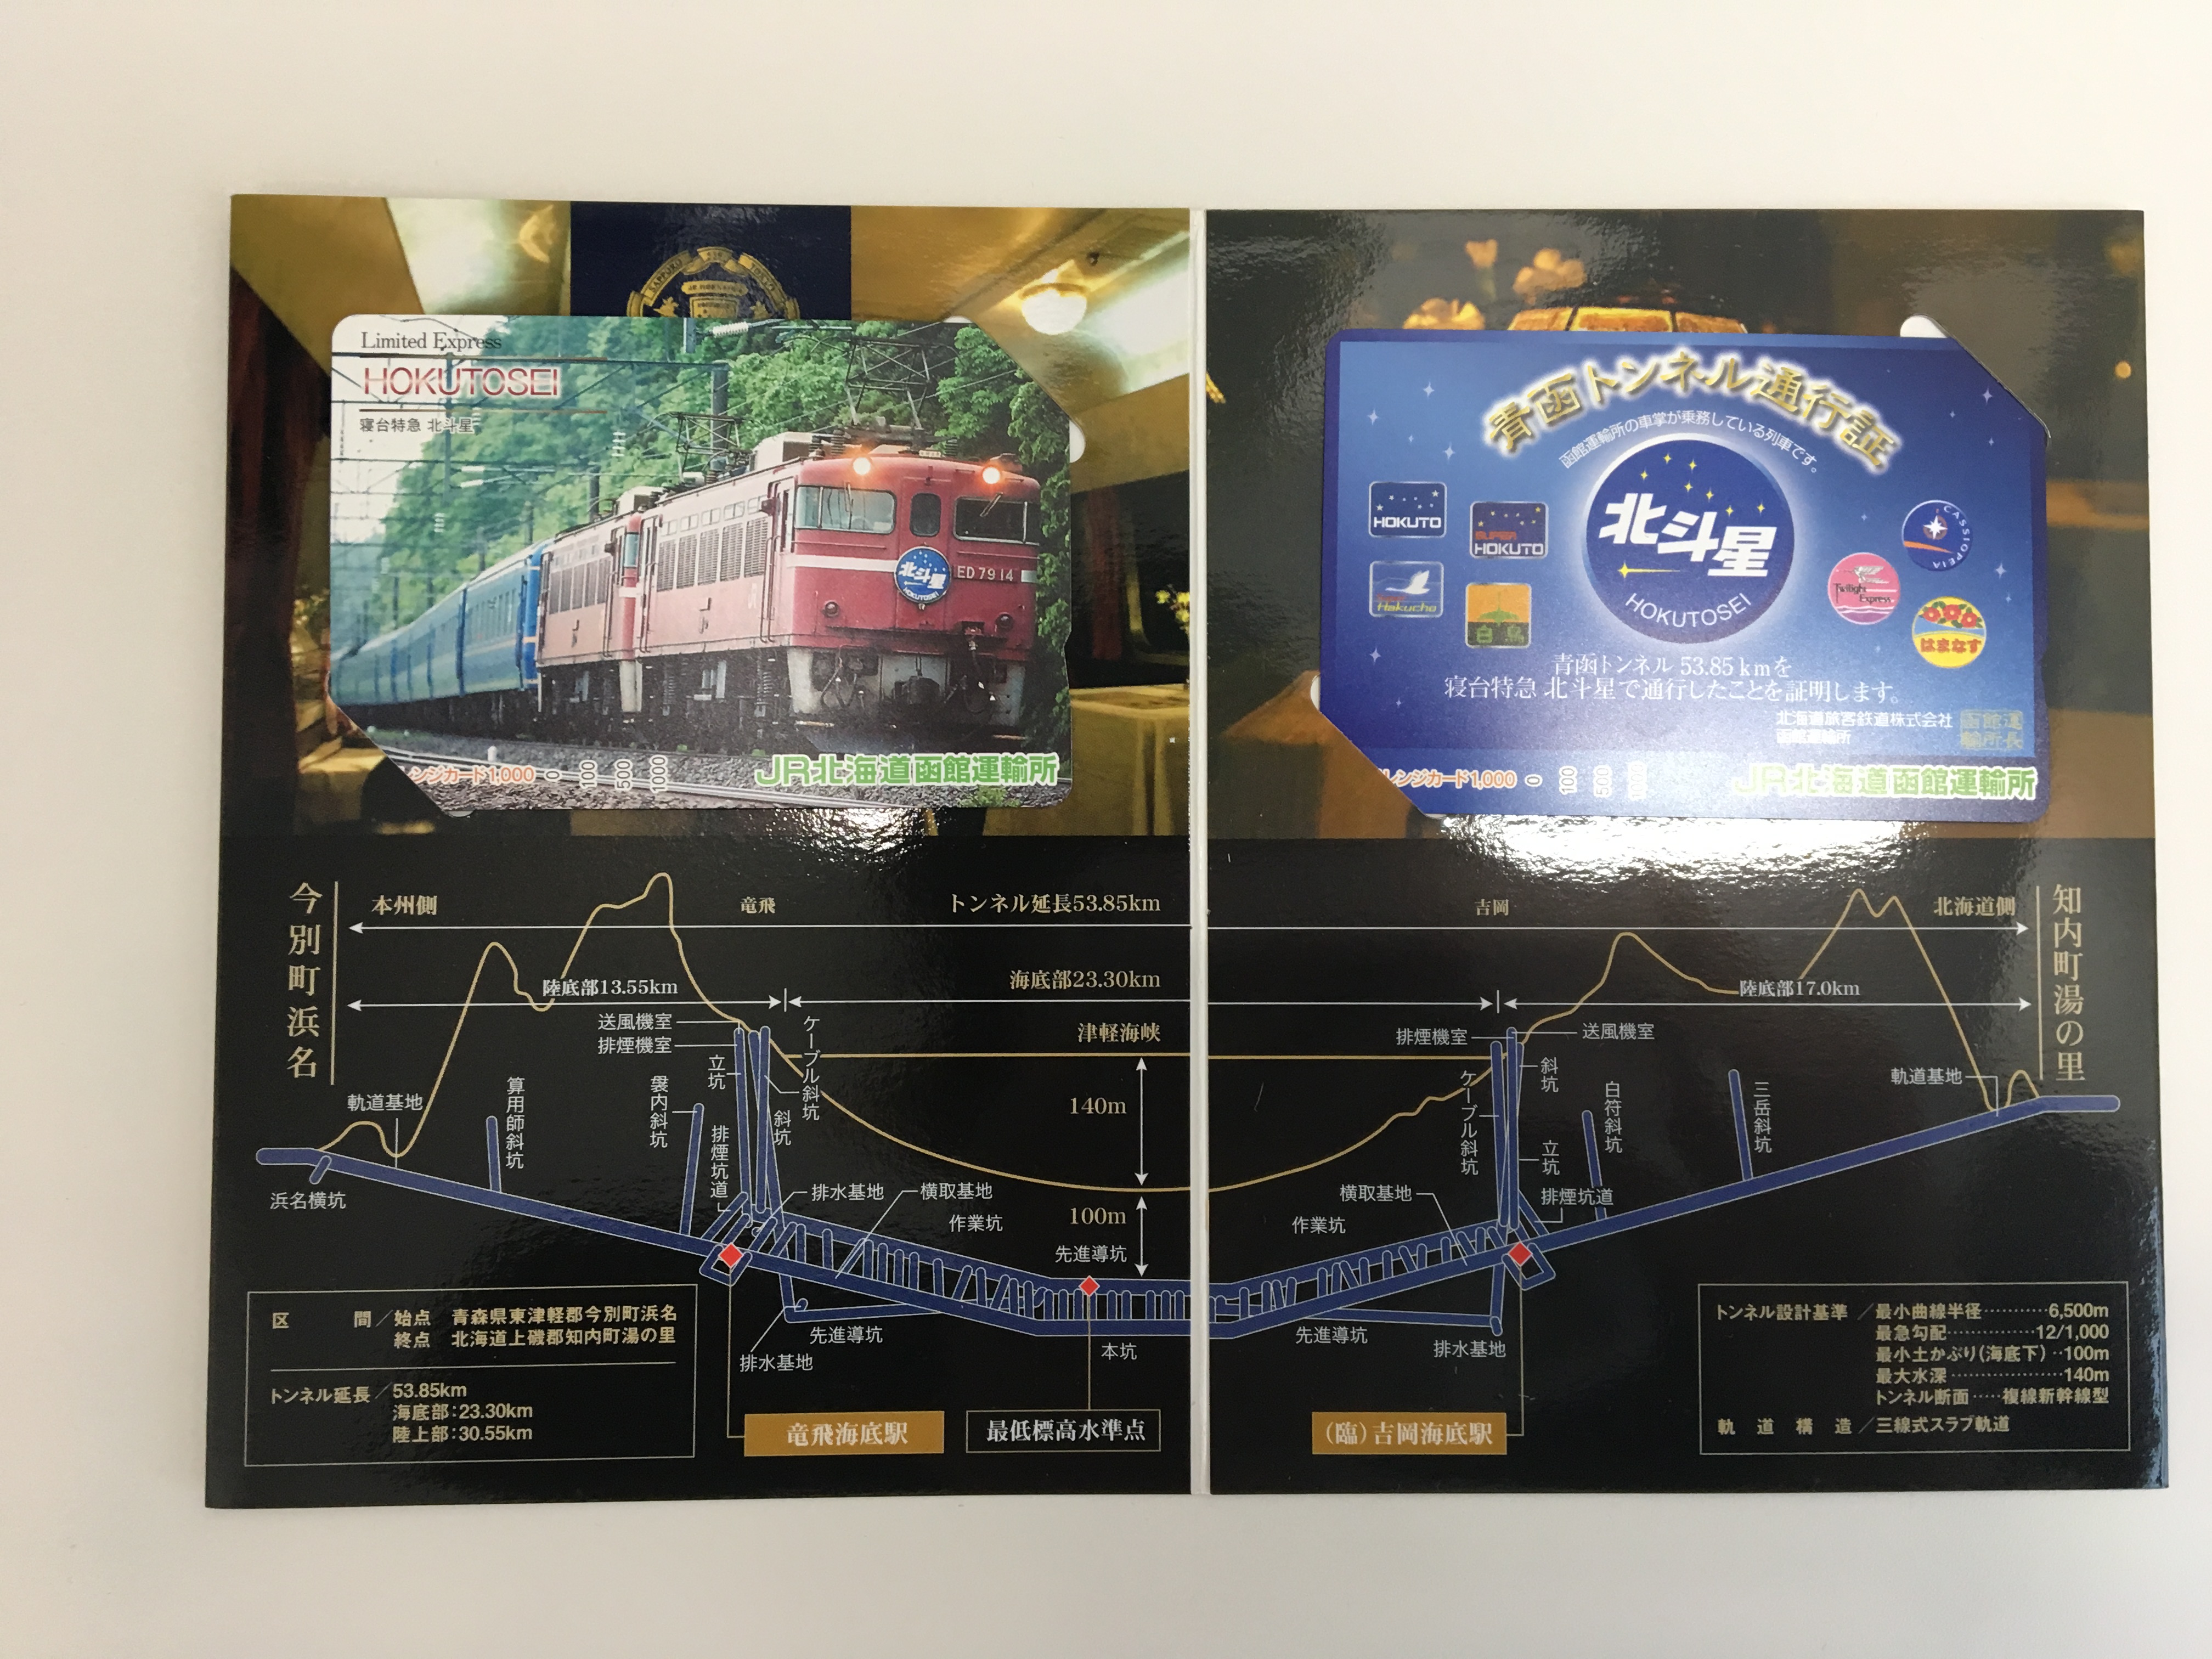 SAPPORO
TOKYO
Limited Express
HOKUTOSEI
寝台特急 北斗星
北斗星
HOKUTOSEI
ED79 14
レンジカード1,000 0 100 500 1000
JR北海道函館運輸所
青函トンネル通行証
函館運輸所の車掌が乗務している列車です。
北斗星
HOKUTOSEI
HOKUTO
SUPER
HOKUTO
Hakucho
白鳥
CASSIOPEIA
Twilight
Express
はまなす
青函トンネル 53.85 kmを
寝台特急 北斗星で通行したことを証明します。
北海道旅客鉄道株式会社
函館運輸所
函館運
輸所長
レンジカード1,000 0 100 500
JR北海道函館運輸所
今別町浜名
本州側
竜飛
トンネル延長53.85km
吉岡
北海道側
知内町湯の里
陸底部13.55km
海底部23.30km
陸底部17.0km
津軽海峡
送風機室
排煙機室
立坑
ケーブル斜坑
斜坑
軌道基地
算用師斜坑
袰内斜坑
排煙坑道
浜名横坑
排水基地
横取基地
作業坑
140m
100m
先進導坑
先進導坑
排水基地
本坑
排煙機室
送風機室
ケーブル斜坑
斜坑
立坑
白符斜坑
三岳斜坑
軌道基地
横取基地
作業坑
排煙坑道
先進導坑
排水基地
区間/始点 青森県東津軽郡今別町浜名
終点 北海道上磯郡知内町湯の里
トンネル延長/53.85km
海底部:23.30km
陸上部:30.55km
竜飛海底駅
最低標高水準点
(臨)吉岡海底駅
トンネル設計基準/最小曲線半径…………6,500m
最急勾配……………12/1,000
最小土かぶり(海底下)‥100m
最大水深…………………140m
トンネル断面……複線新幹線型
軌道構造/三線式スラブ軌道